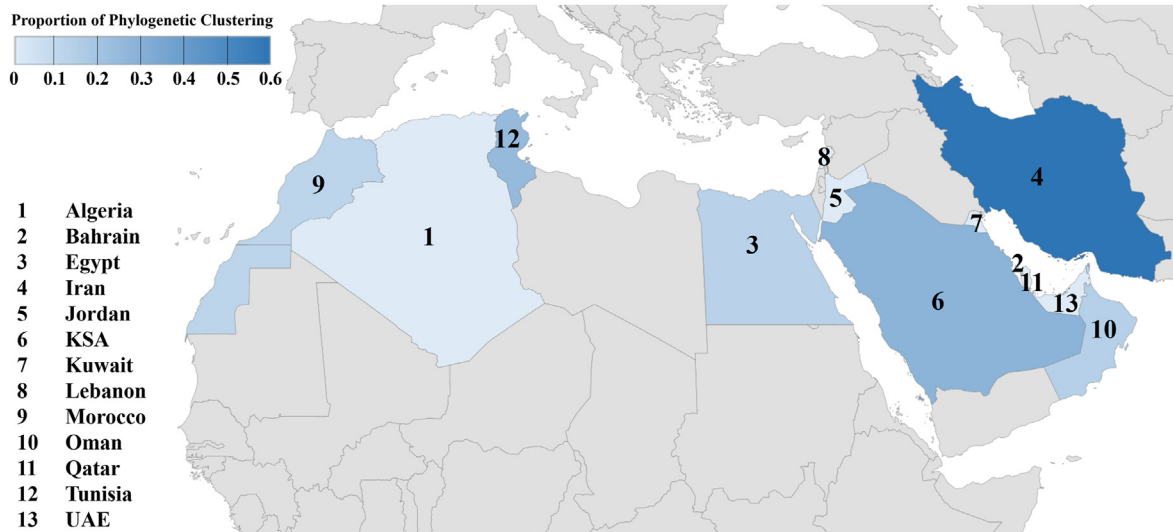 Proportion of Phylogenetic Clustering
0 0.1 0.2 0.3 0.4 0.5 0.6
1 Algeria
2 Bahrain
3 Egypt
4 Iran
5 Jordan
6 KSA
7 Kuwait
8 Lebanon
9 Morocco
10 Oman
11 Qatar
12 Tunisia
13 UAE
12
8
9
5
4
7
1
3
2
11
6
13
10